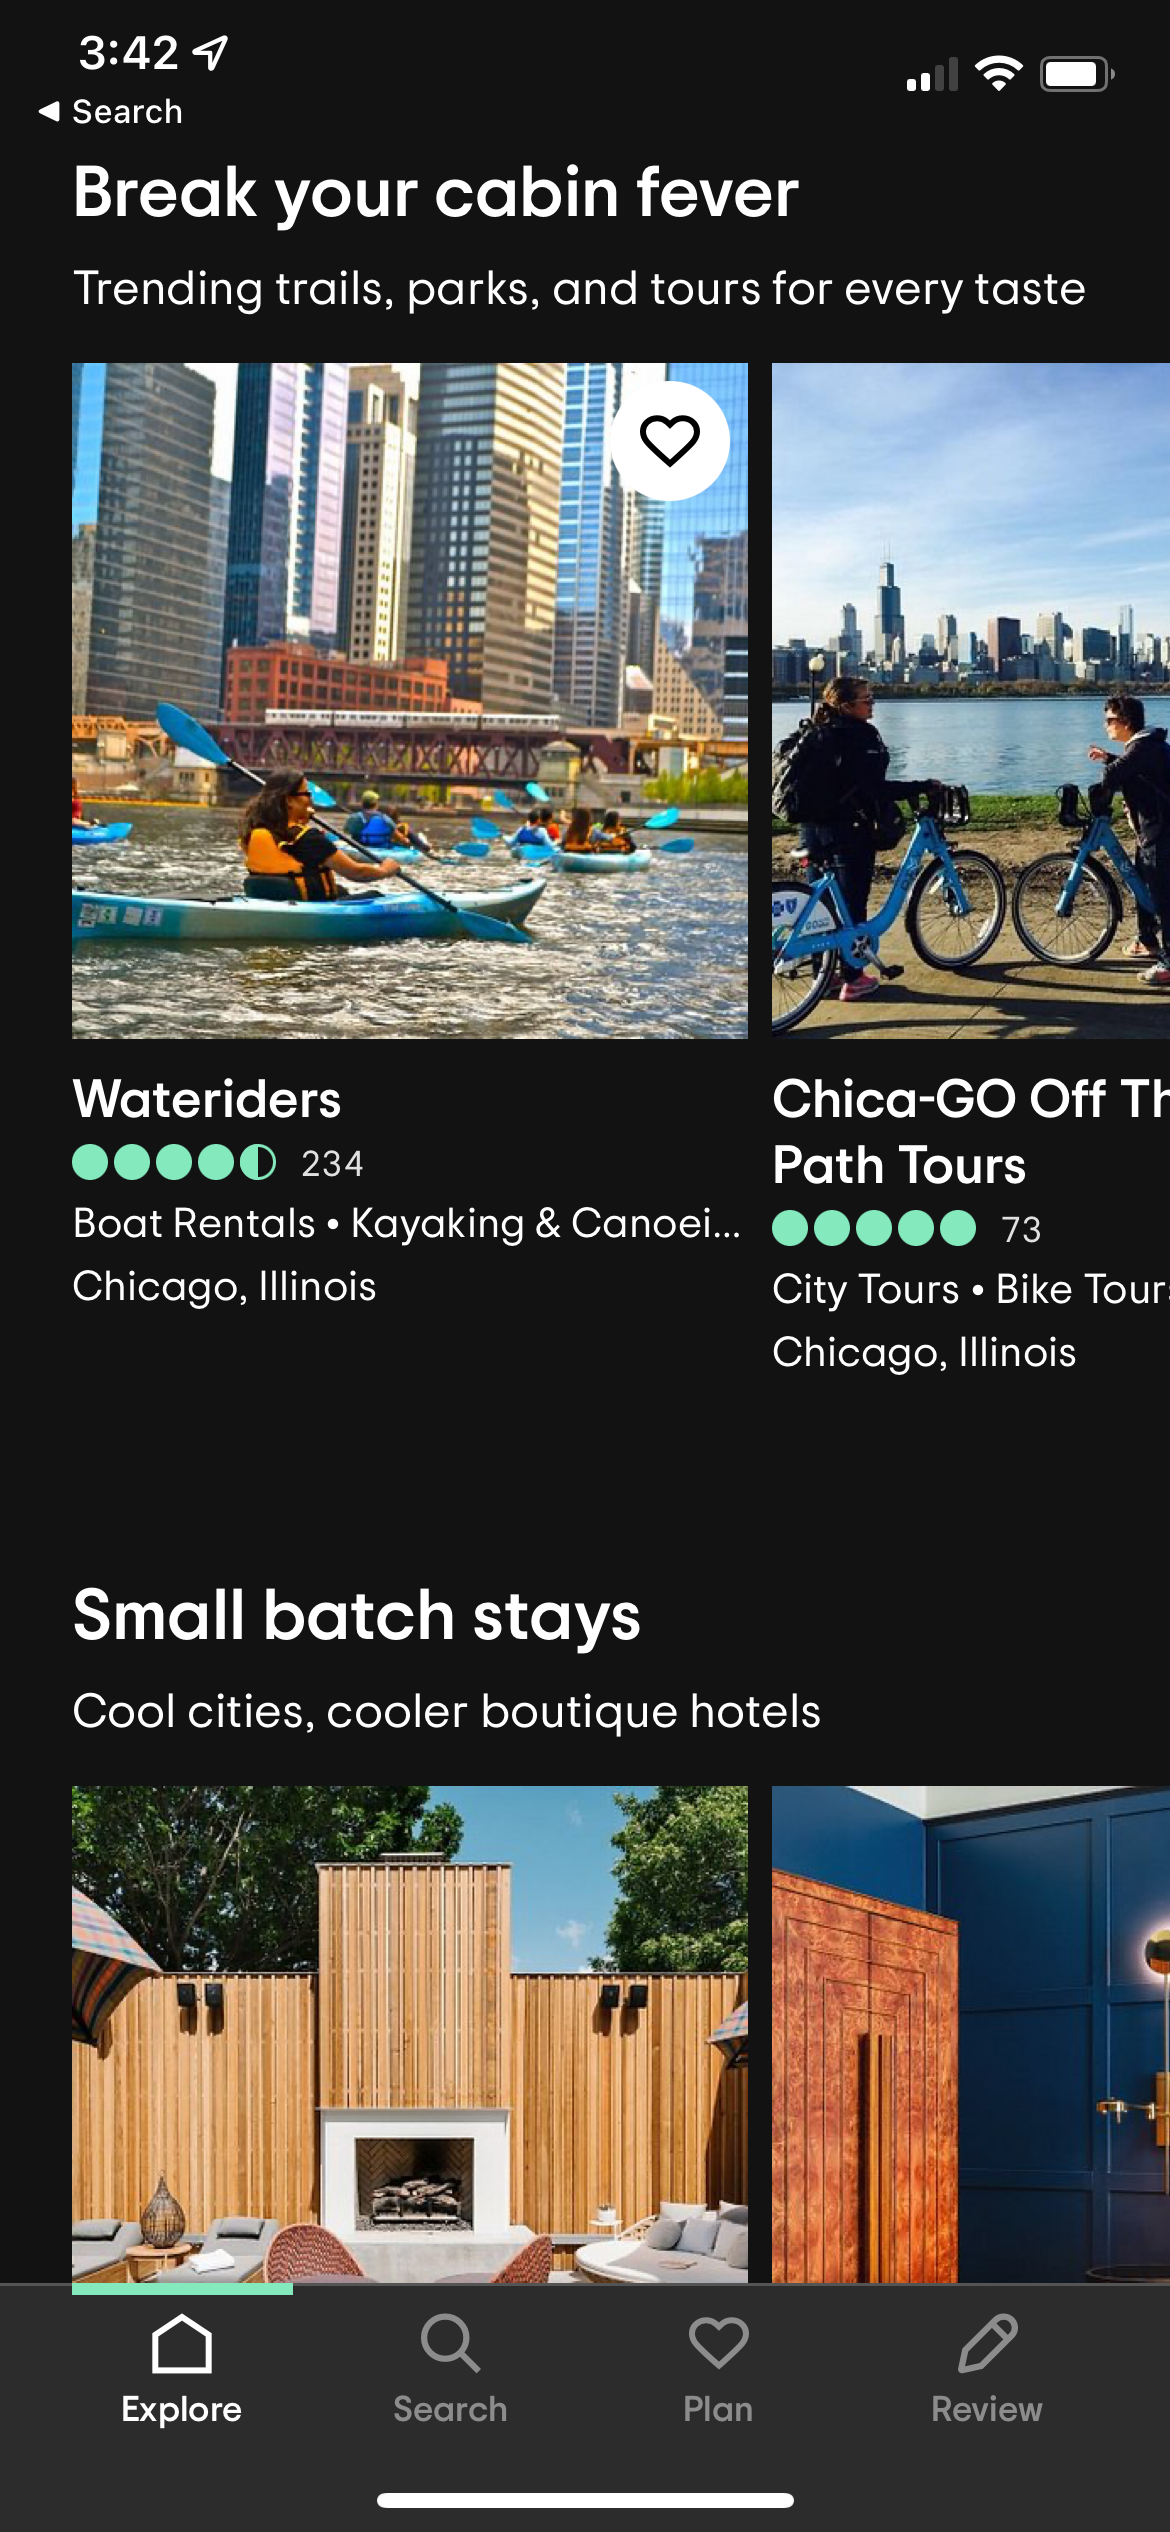 3:42
Search
Break your cabin fever
Trending trails, parks, and tours for every taste
Wateriders
234
Boat Rentals • Kayaking & Canoei...
Chicago, Illinois
Chica-GO Off Th
Path Tours
73
City Tours • Bike Tours
Chicago, Illinois
Small batch stays
Cool cities, cooler boutique hotels
Explore
Search
Plan
Review